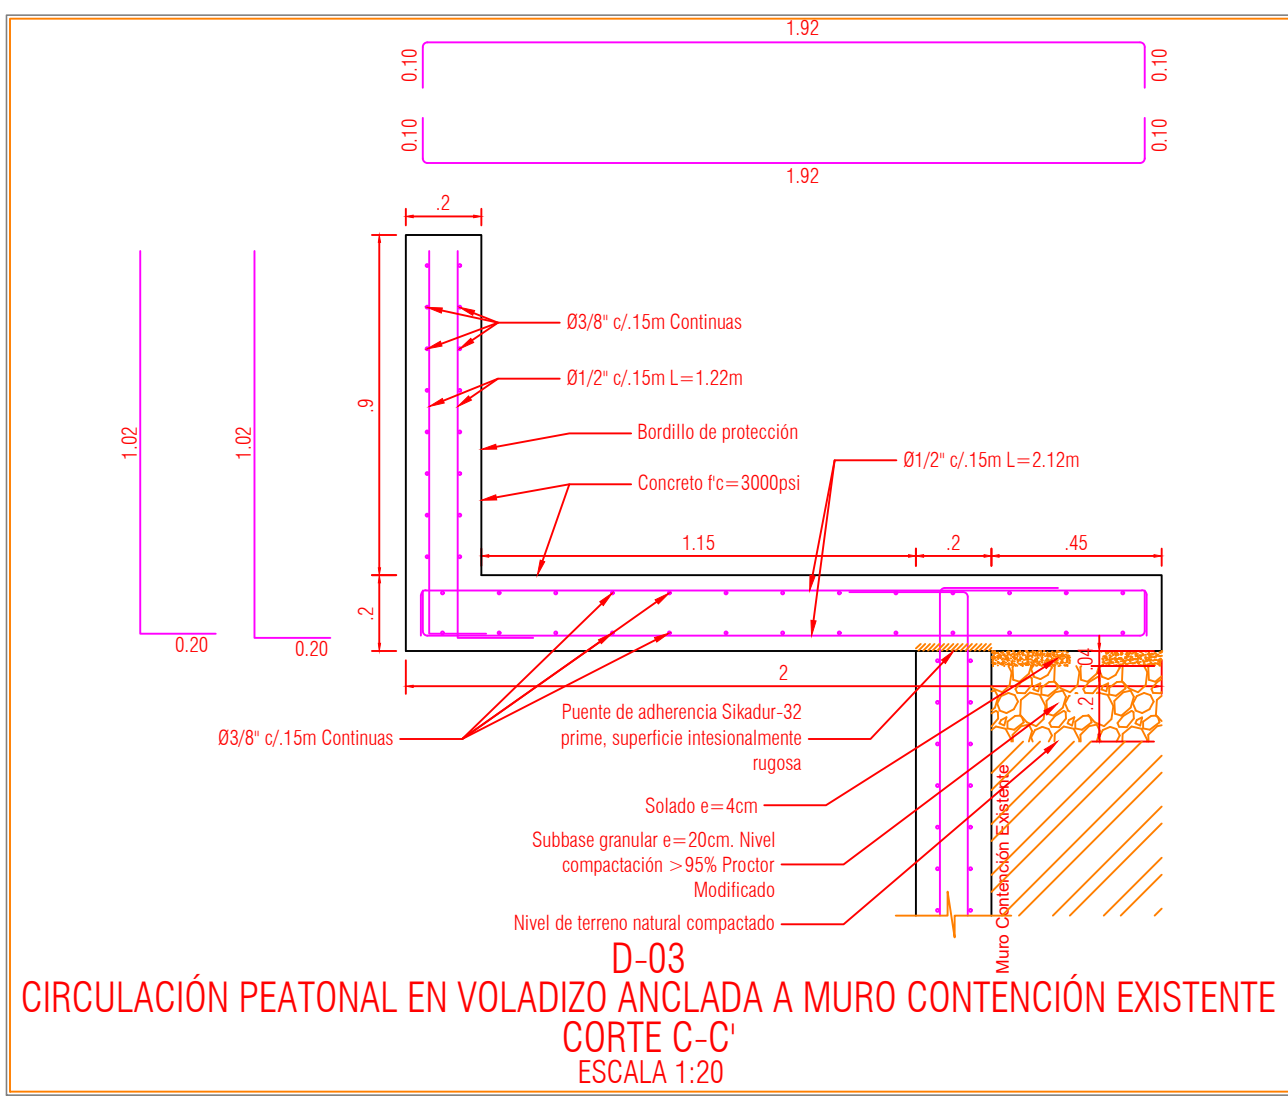 1.92
0.10
0.10
0.10
0.10
1.92
.2
Ø3/8" c/.15m Continuas
Ø1/2" c/.15m L=1.22m
.9
1.02
1.02
Bordillo de protección
Ø1/2" c/.15m L=2.12m
Concreto f'c=3000psi
1.15
.2
.45
.2
0.20
0.20
.04
2
.2
Puente de adherencia Sikadur-32
prime, superficie intesionalmente
rugosa
Ø3/8" c/.15m Continuas
Solado e=4cm
Subbase granular e=20cm. Nivel
compactación >95% Proctor
Modificado
Nivel de terreno natural compactado
Muro Contención Existente
D-03
CIRCULACIÓN PEATONAL EN VOLADIZO ANCLADA A MURO CONTENCIÓN EXISTENTE
CORTE C-C'
ESCALA 1:20